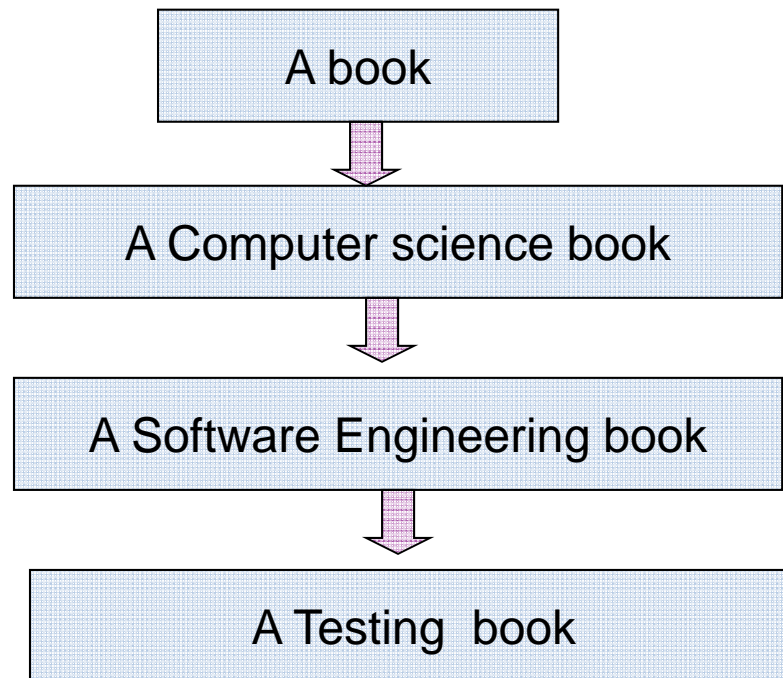 A book
A Computer science book
A Software Engineering book
A Testing  book